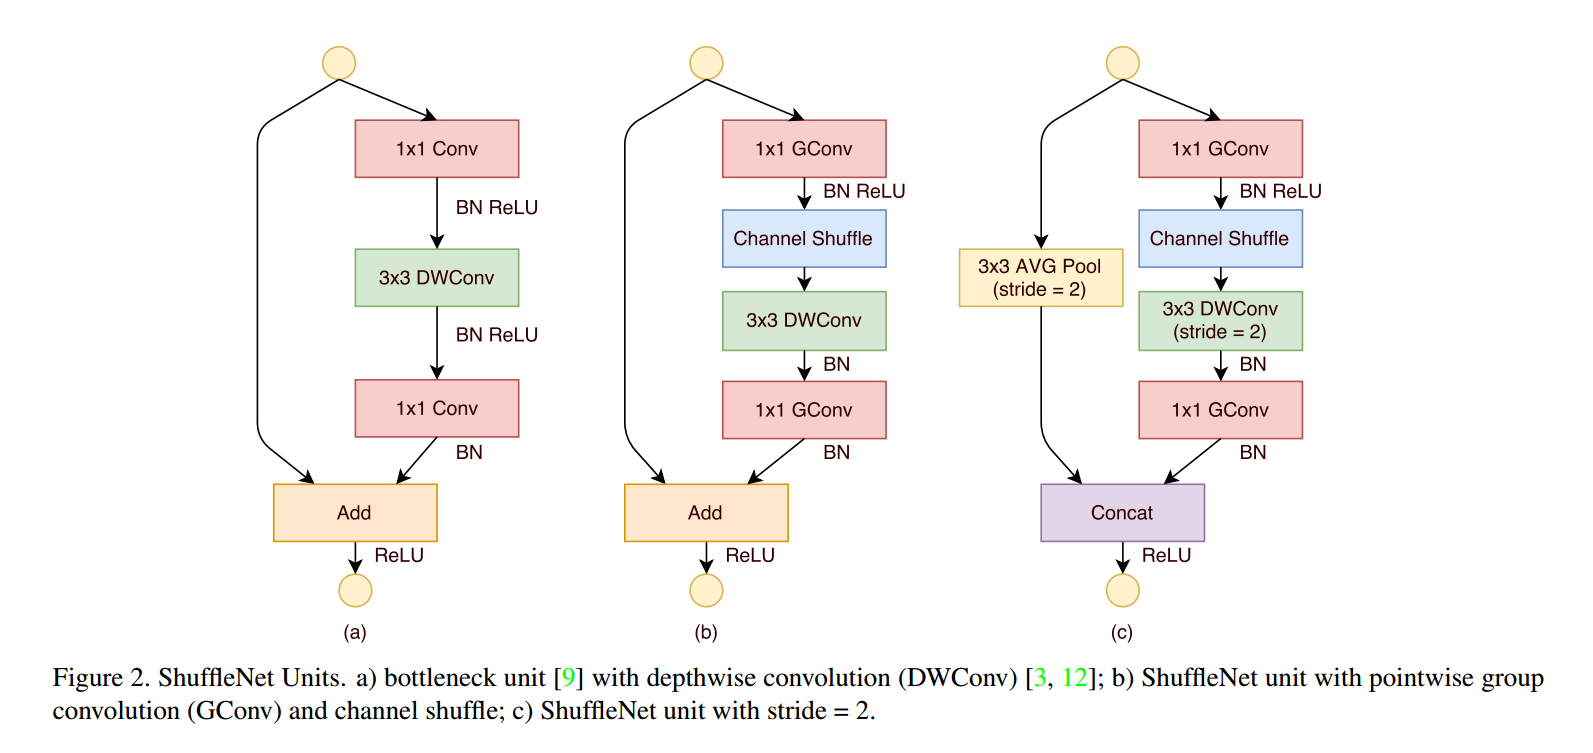 1x1 Conv
BN ReLU
3x3 DWConv
BN ReLU
1x1 Conv
BN
Add
ReLU
(a)
1x1 GConv
BN ReLU
Channel Shuffle
3x3 DWConv
BN
1x1 GConv
BN
Add
ReLU
(b)
1x1 GConv
BN ReLU
Channel Shuffle
3x3 AVG Pool
(stride = 2)
3x3 DWConv
(stride = 2)
BN
1x1 GConv
BN
Concat
ReLU
(c)
Figure 2. ShuffleNet Units. a) bottleneck unit [9] with depthwise convolution (DWConv) [3, 12]; b) ShuffleNet unit with pointwise group
convolution (GConv) and channel shuffle; c) ShuffleNet unit with stride = 2.